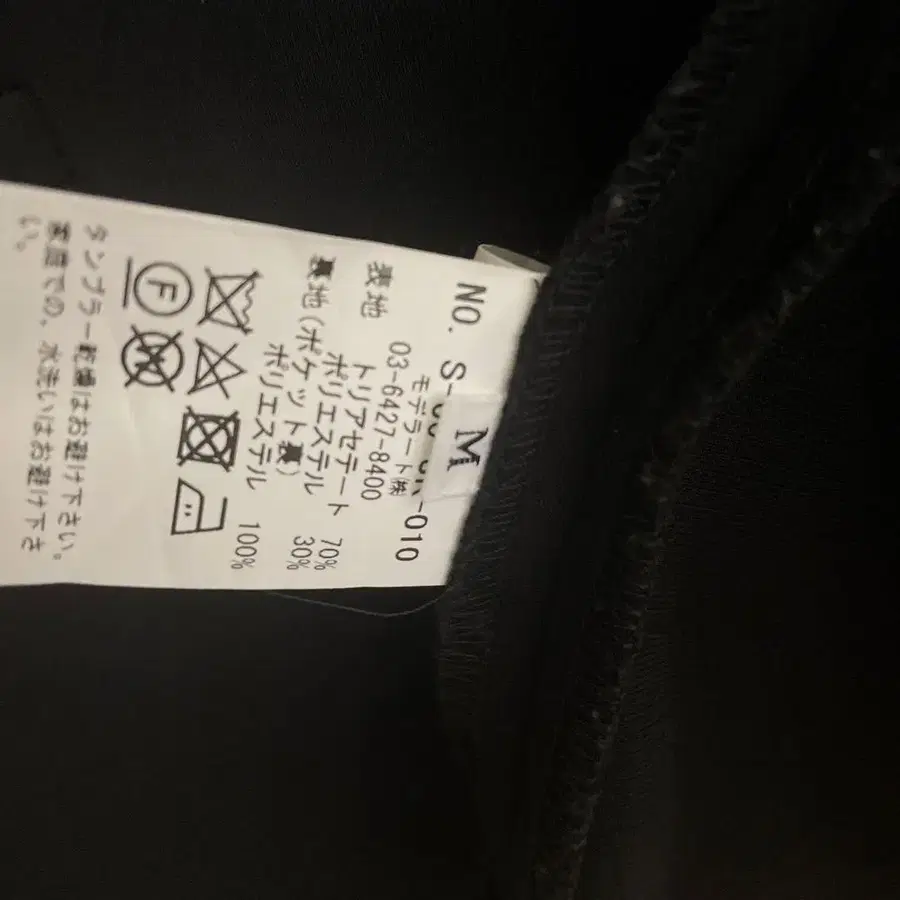 NO. S-
-010
M
モデラート㈱
03-6427-8400
表地
トリアセテート 70%
ポリエステル 30%
裏地(ポケット裏)
ポリエステル 100%
F
W
タンブラー乾燥はお避け下さい。
家庭での、水洗いはお避け下さ
い。